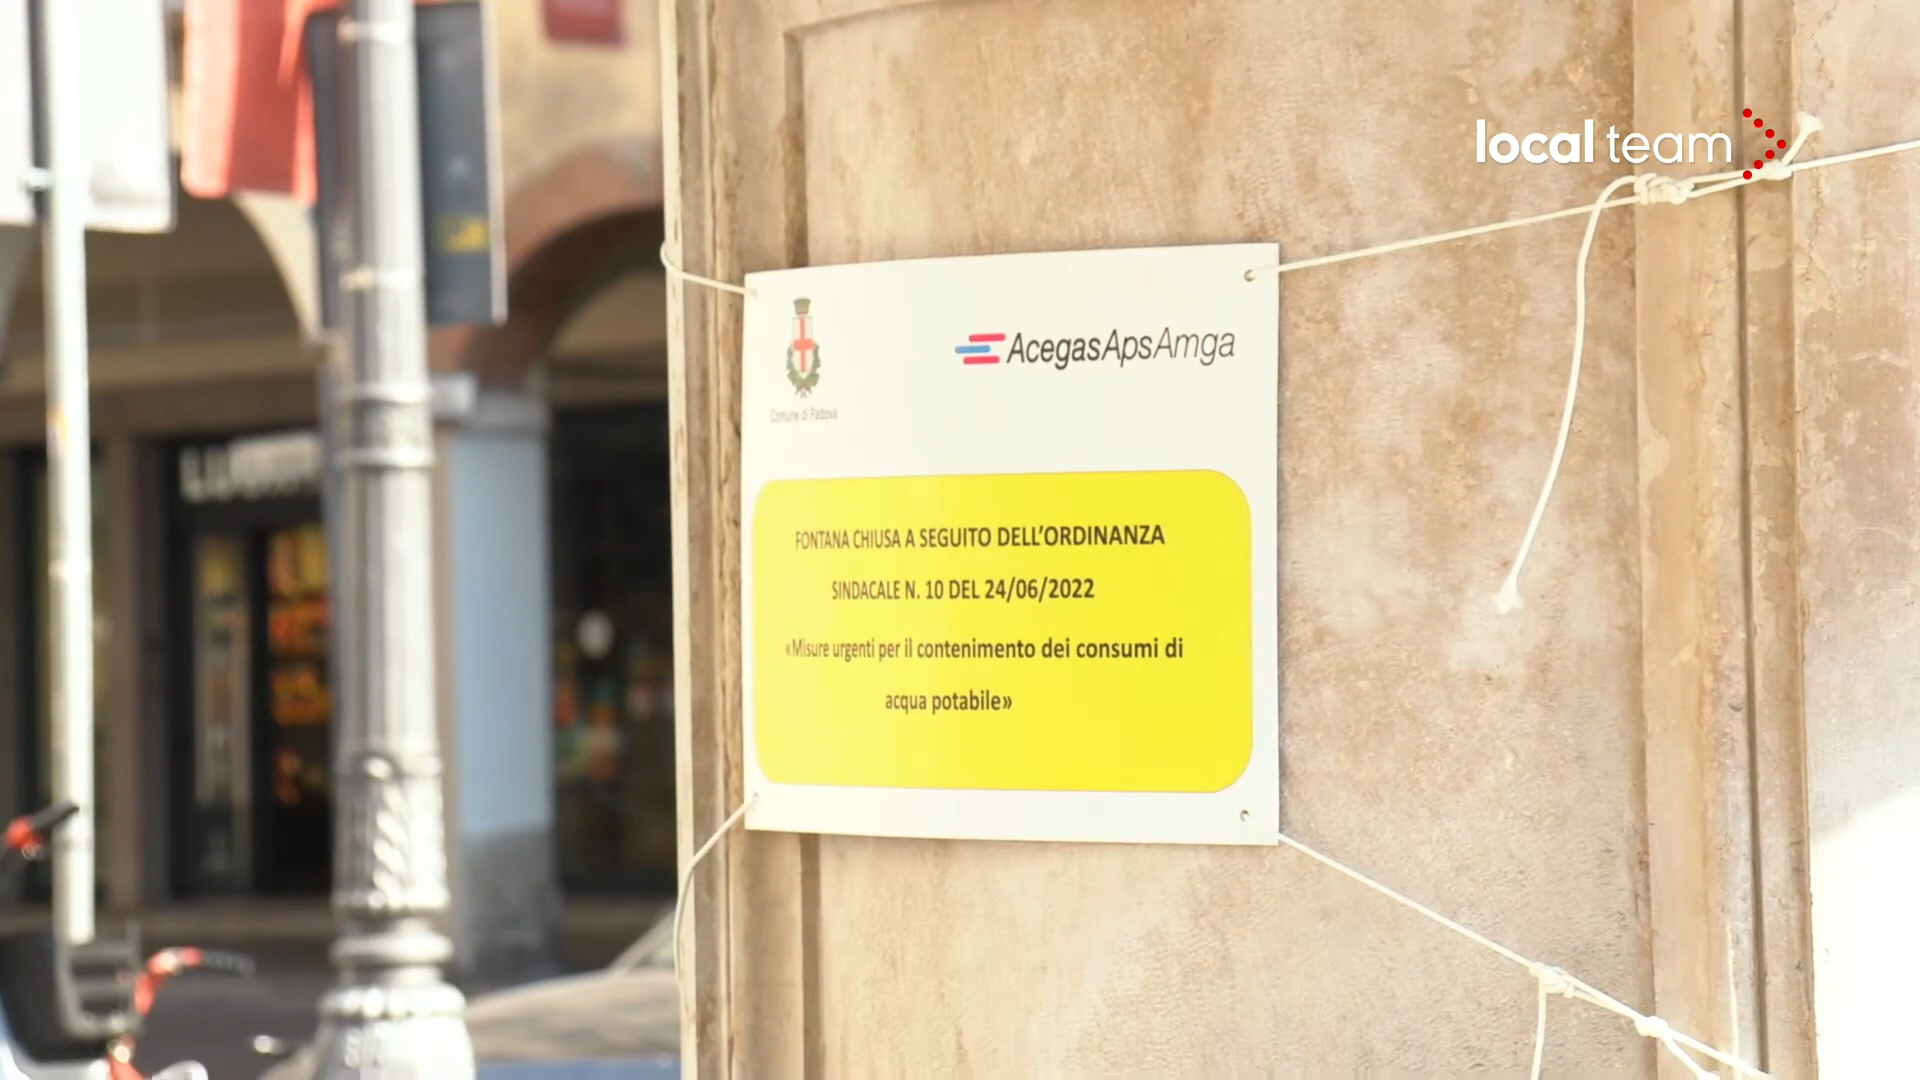 local team
AcegasApsAmga
Comune di Padova
FONTANA CHIUSA A SEGUITO DELL'ORDINANZA
SINDACALE N. 10 DEL 24/06/2022
«Misure urgenti per il contenimento dei consumi di
acqua potabile»